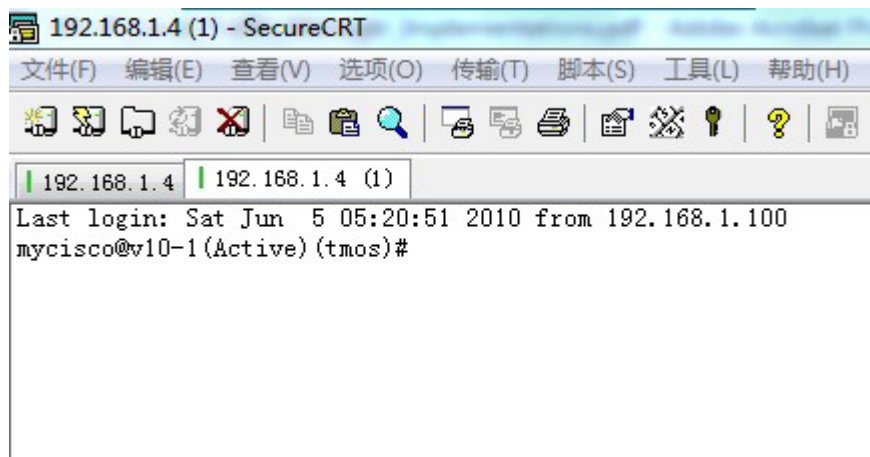 192.168.1.4 (1) - SecureCRT
文件(F) 编辑(E) 查看(V) 选项(O) 传输(T) 脚本(S) 工具(L) 帮助(H)
192.168.1.4 192.168.1.4 (1)
Last login: Sat Jun  5 05:20:51 2010 from 192.168.1.100
mycisco@v10-1(Active)(tmos)#